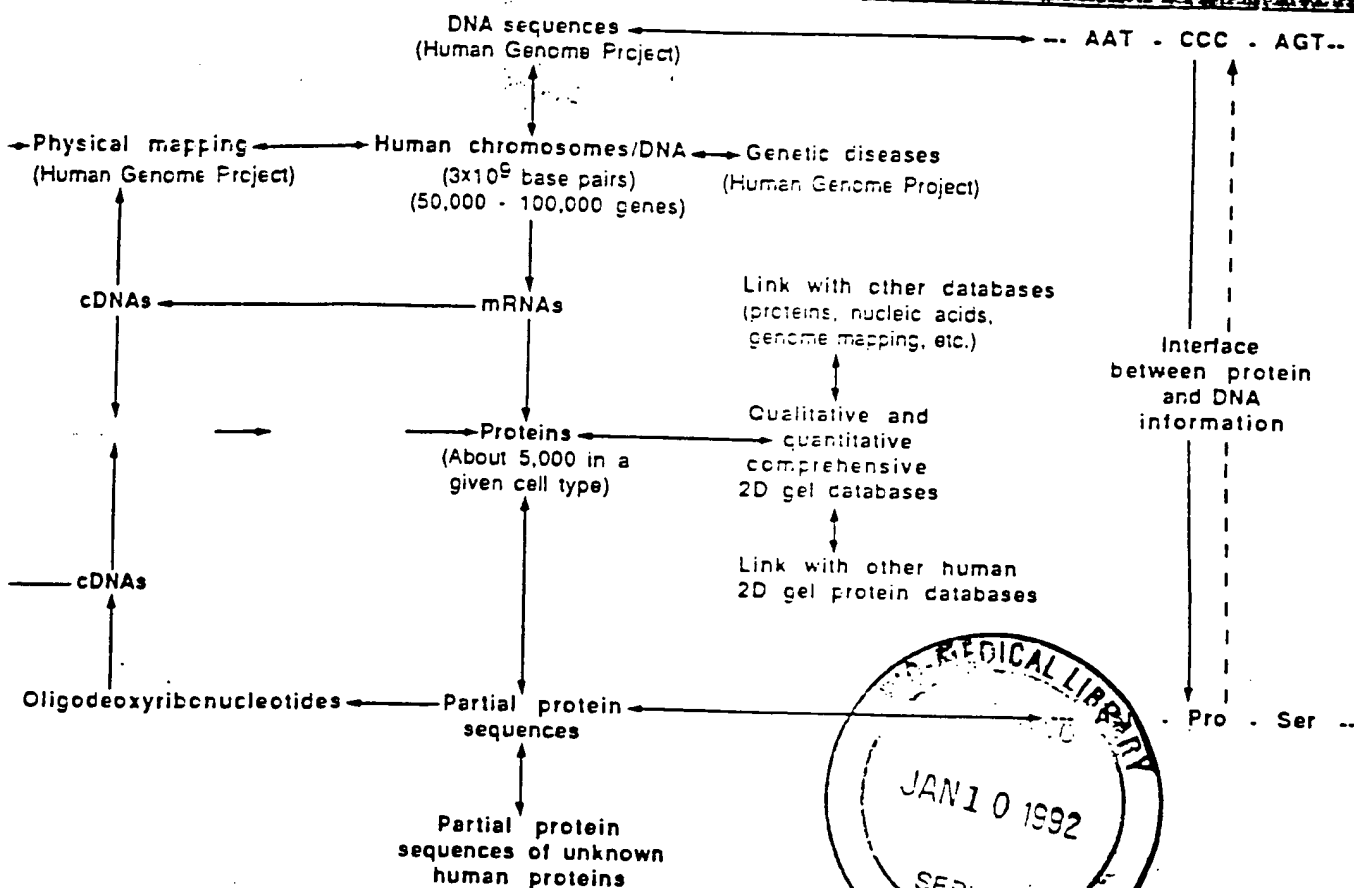 DNA sequences
(Human Genome Project)
--- AAT - CCC - AGT--
Physical mapping
(Human Genome Project)
Human chromosomes/DNA
(3x10⁹ base pairs)
(50,000 - 100,000 genes)
Genetic diseases
(Human Genome Project)
cDNAs
mRNAs
Link with other databases
(proteins, nucleic acids,
genome mapping, etc.)
Interface
between protein
and DNA
information
Proteins
(About 5,000 in a
given cell type)
Qualitative and
quantitative
comprehensive
2D gel databases
cDNAs
Link with other human
2D gel protein databases
Oligodeoxyribonucleotides
Partial protein
sequences
- Pro - Ser --
Partial protein
sequences of unknown
human proteins
MEDICAL LIBRARY
JAN 10 1992